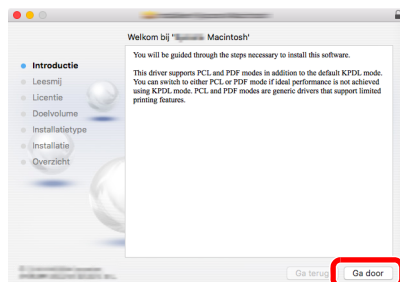 Welkom bij ' Macintosh'
Introductie
Leesmij
Licentie
Doelvolume
Installatietype
Installatie
Overzicht
You will be guided through the steps necessary to install this software.
This driver supports PCL and PDF modes in addition to the default KPDL mode.
You can switch to either PCL or PDF mode if ideal performance is not achieved
using KPDL mode. PCL and PDF modes are generic drivers that support limited
printing features.
Ga terug
Ga door